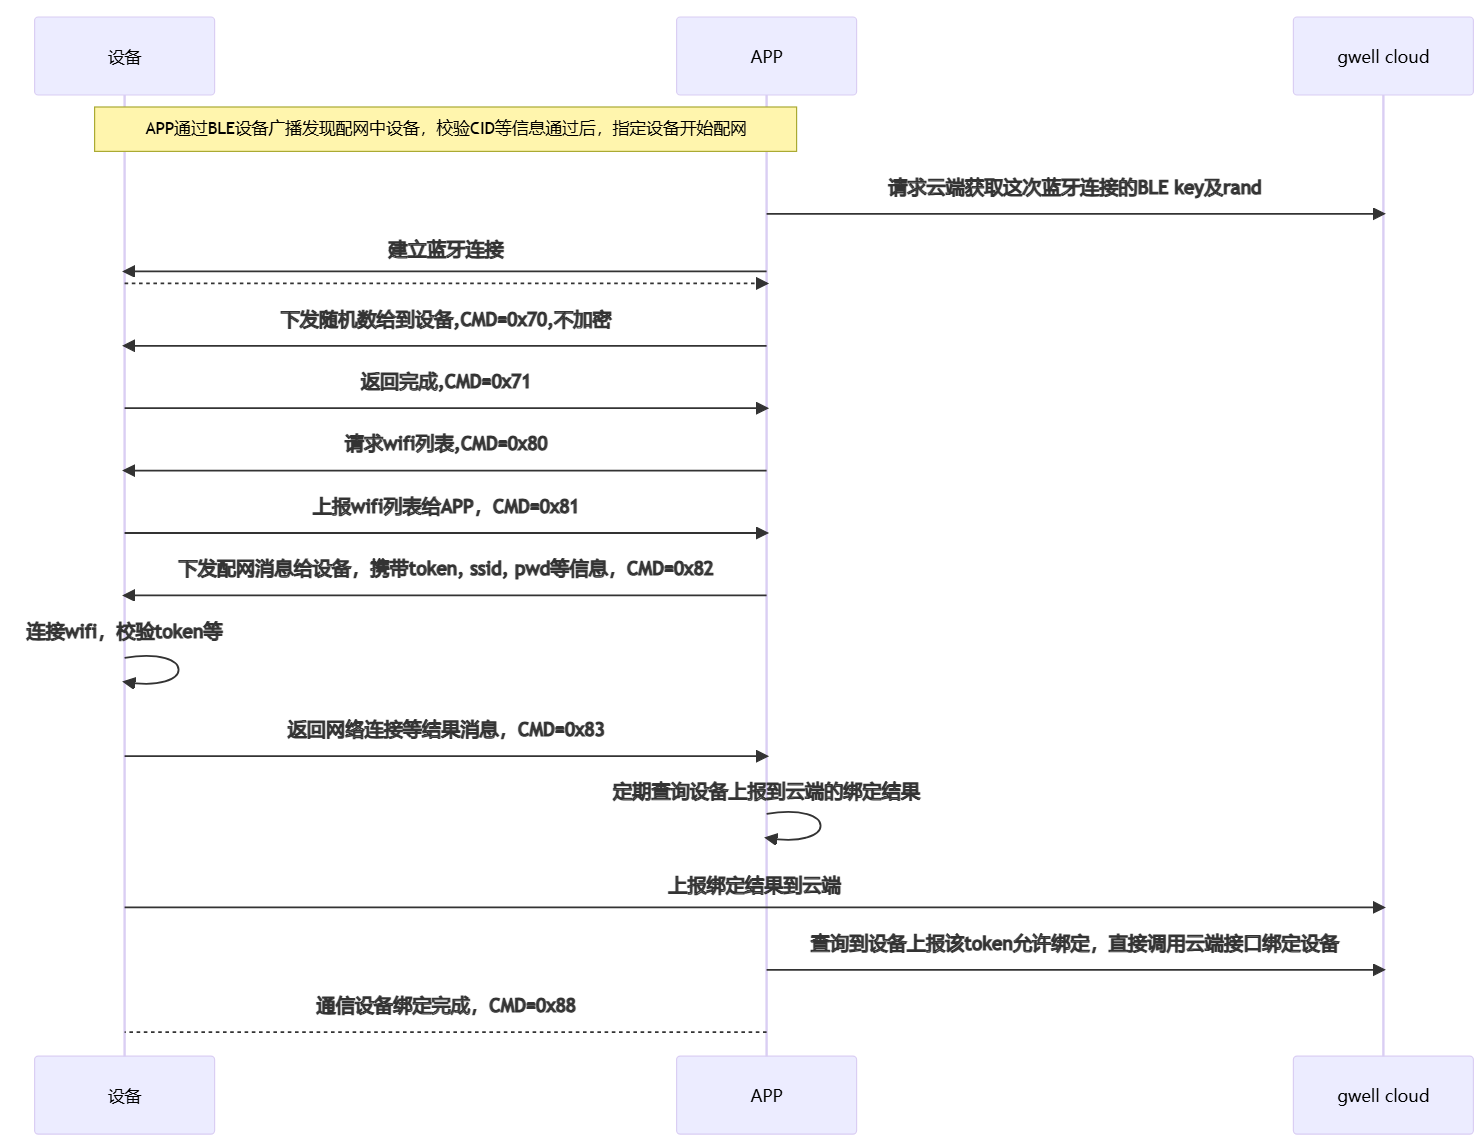 设备
APP
gwell cloud
APP通过BLE设备广播发现配网中设备，校验CID等信息通过后，指定设备开始配网
请求云端获取这次蓝牙连接的BLE key及rand
建立蓝牙连接
下发随机数给到设备,CMD=0x70,不加密
返回完成,CMD=0x71
请求wifi列表,CMD=0x80
上报wifi列表给APP，CMD=0x81
下发配网消息给设备，携带token, ssid, pwd等信息，CMD=0x82
连接wifi，校验token等
返回网络连接等结果消息，CMD=0x83
定期查询设备上报到云端的绑定结果
上报绑定结果到云端
查询到设备上报该token允许绑定，直接调用云端接口绑定设备
通信设备绑定完成，CMD=0x88
设备
APP
gwell cloud